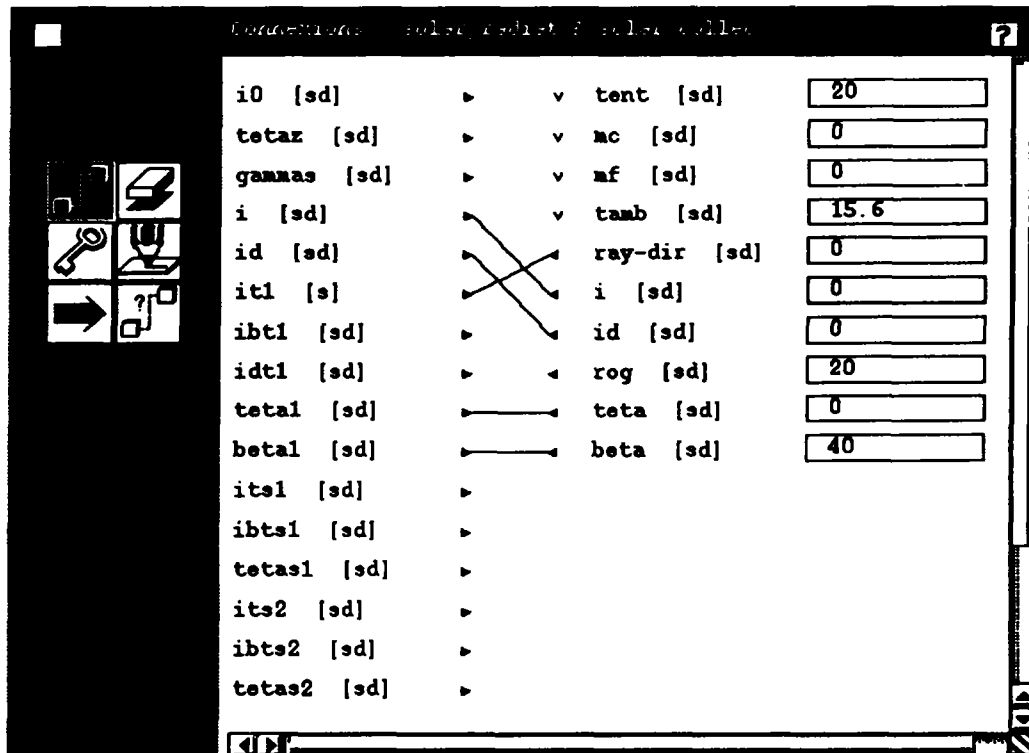 ?
i0 [sd] tent [sd] 20
tetaz [sd] mc [sd] 0
gammas [sd] mf [sd] 0
i [sd] tamb [sd] 15.6
id [sd] ray-dir [sd] 0
it1 [s] i [sd] 0
ibt1 [sd] id [sd] 0
idt1 [sd] rog [sd] 20
teta1 [sd] teta [sd] 0
beta1 [sd] beta [sd] 40
its1 [sd]
ibts1 [sd]
tetas1 [sd]
its2 [sd]
ibts2 [sd]
tetas2 [sd]
?